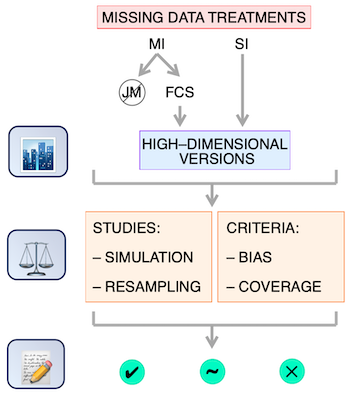 MISSING DATA TREATMENTS
MI SI
JM FCS
HIGH–DIMENSIONAL
VERSIONS
STUDIES:
– SIMULATION
– RESAMPLING
CRITERIA:
– BIAS
– COVERAGE